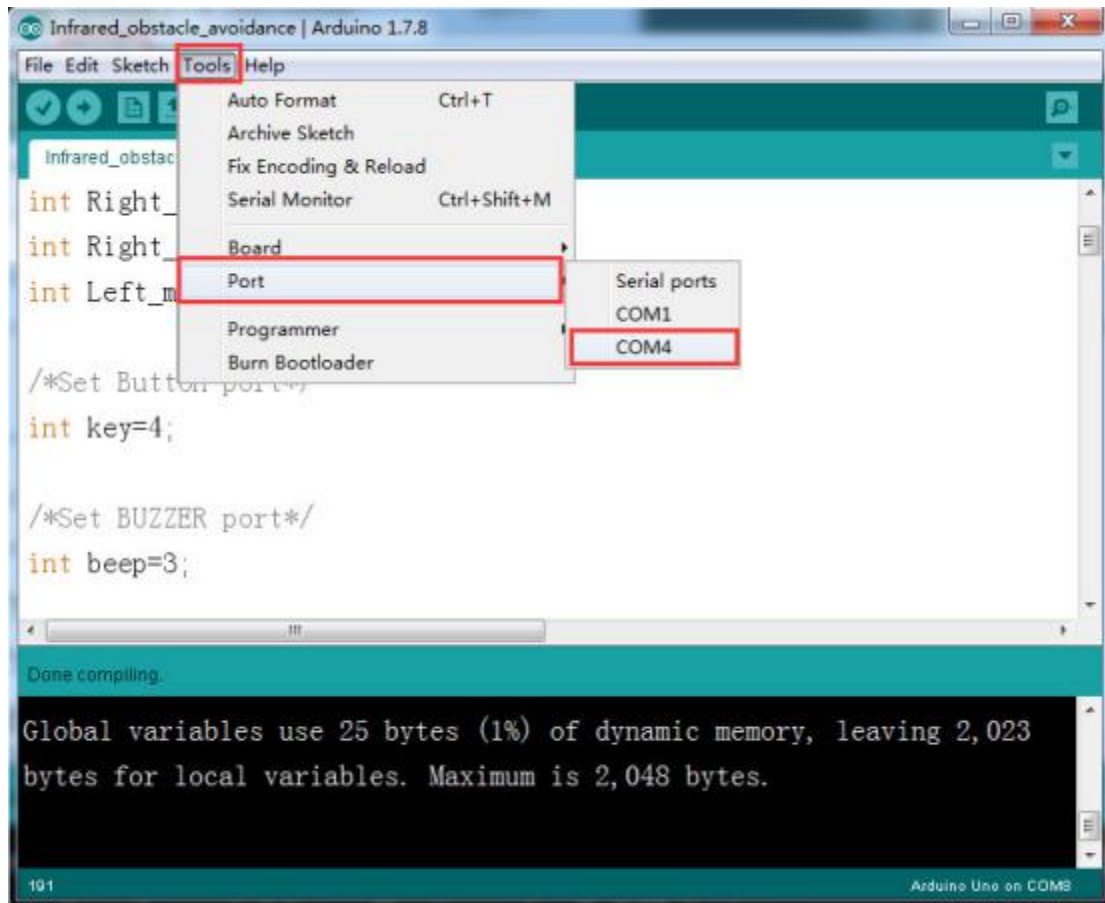 Infrared_obstacle_avoidance | Arduino 1.7.8
File Edit Sketch Tools Help
Auto Format Ctrl+T
Archive Sketch
Fix Encoding & Reload
Serial Monitor Ctrl+Shift+M
Board
Port
Programmer
Burn Bootloader
Serial ports
COM1
COM4
Infrared_obstac
int Right_
int Right_
int Left_m
/*Set Button port*/
int key=4;
/*Set BUZZER port*/
int beep=3;
Done compiling.
Global variables use 25 bytes (1%) of dynamic memory, leaving 2,023
bytes for local variables. Maximum is 2,048 bytes.
191
Arduino Uno on COM8